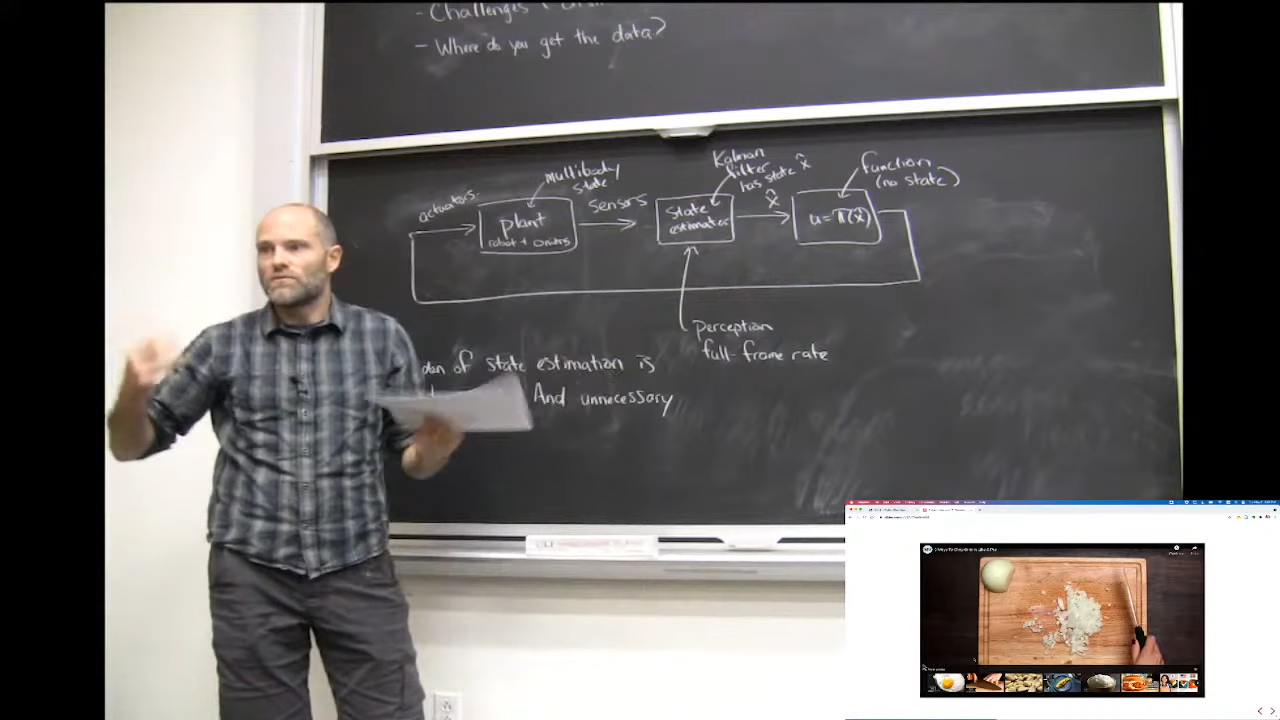 - Challenges
- Where do you get the data?
actuators
multibody
state
plant
robot + onions
sensors
Kalman
filter
has state x̂
state
estimator
x̂
function
(no state)
u=π(x̂)
perception
full-frame rate
of state estimation is
And unnecessary